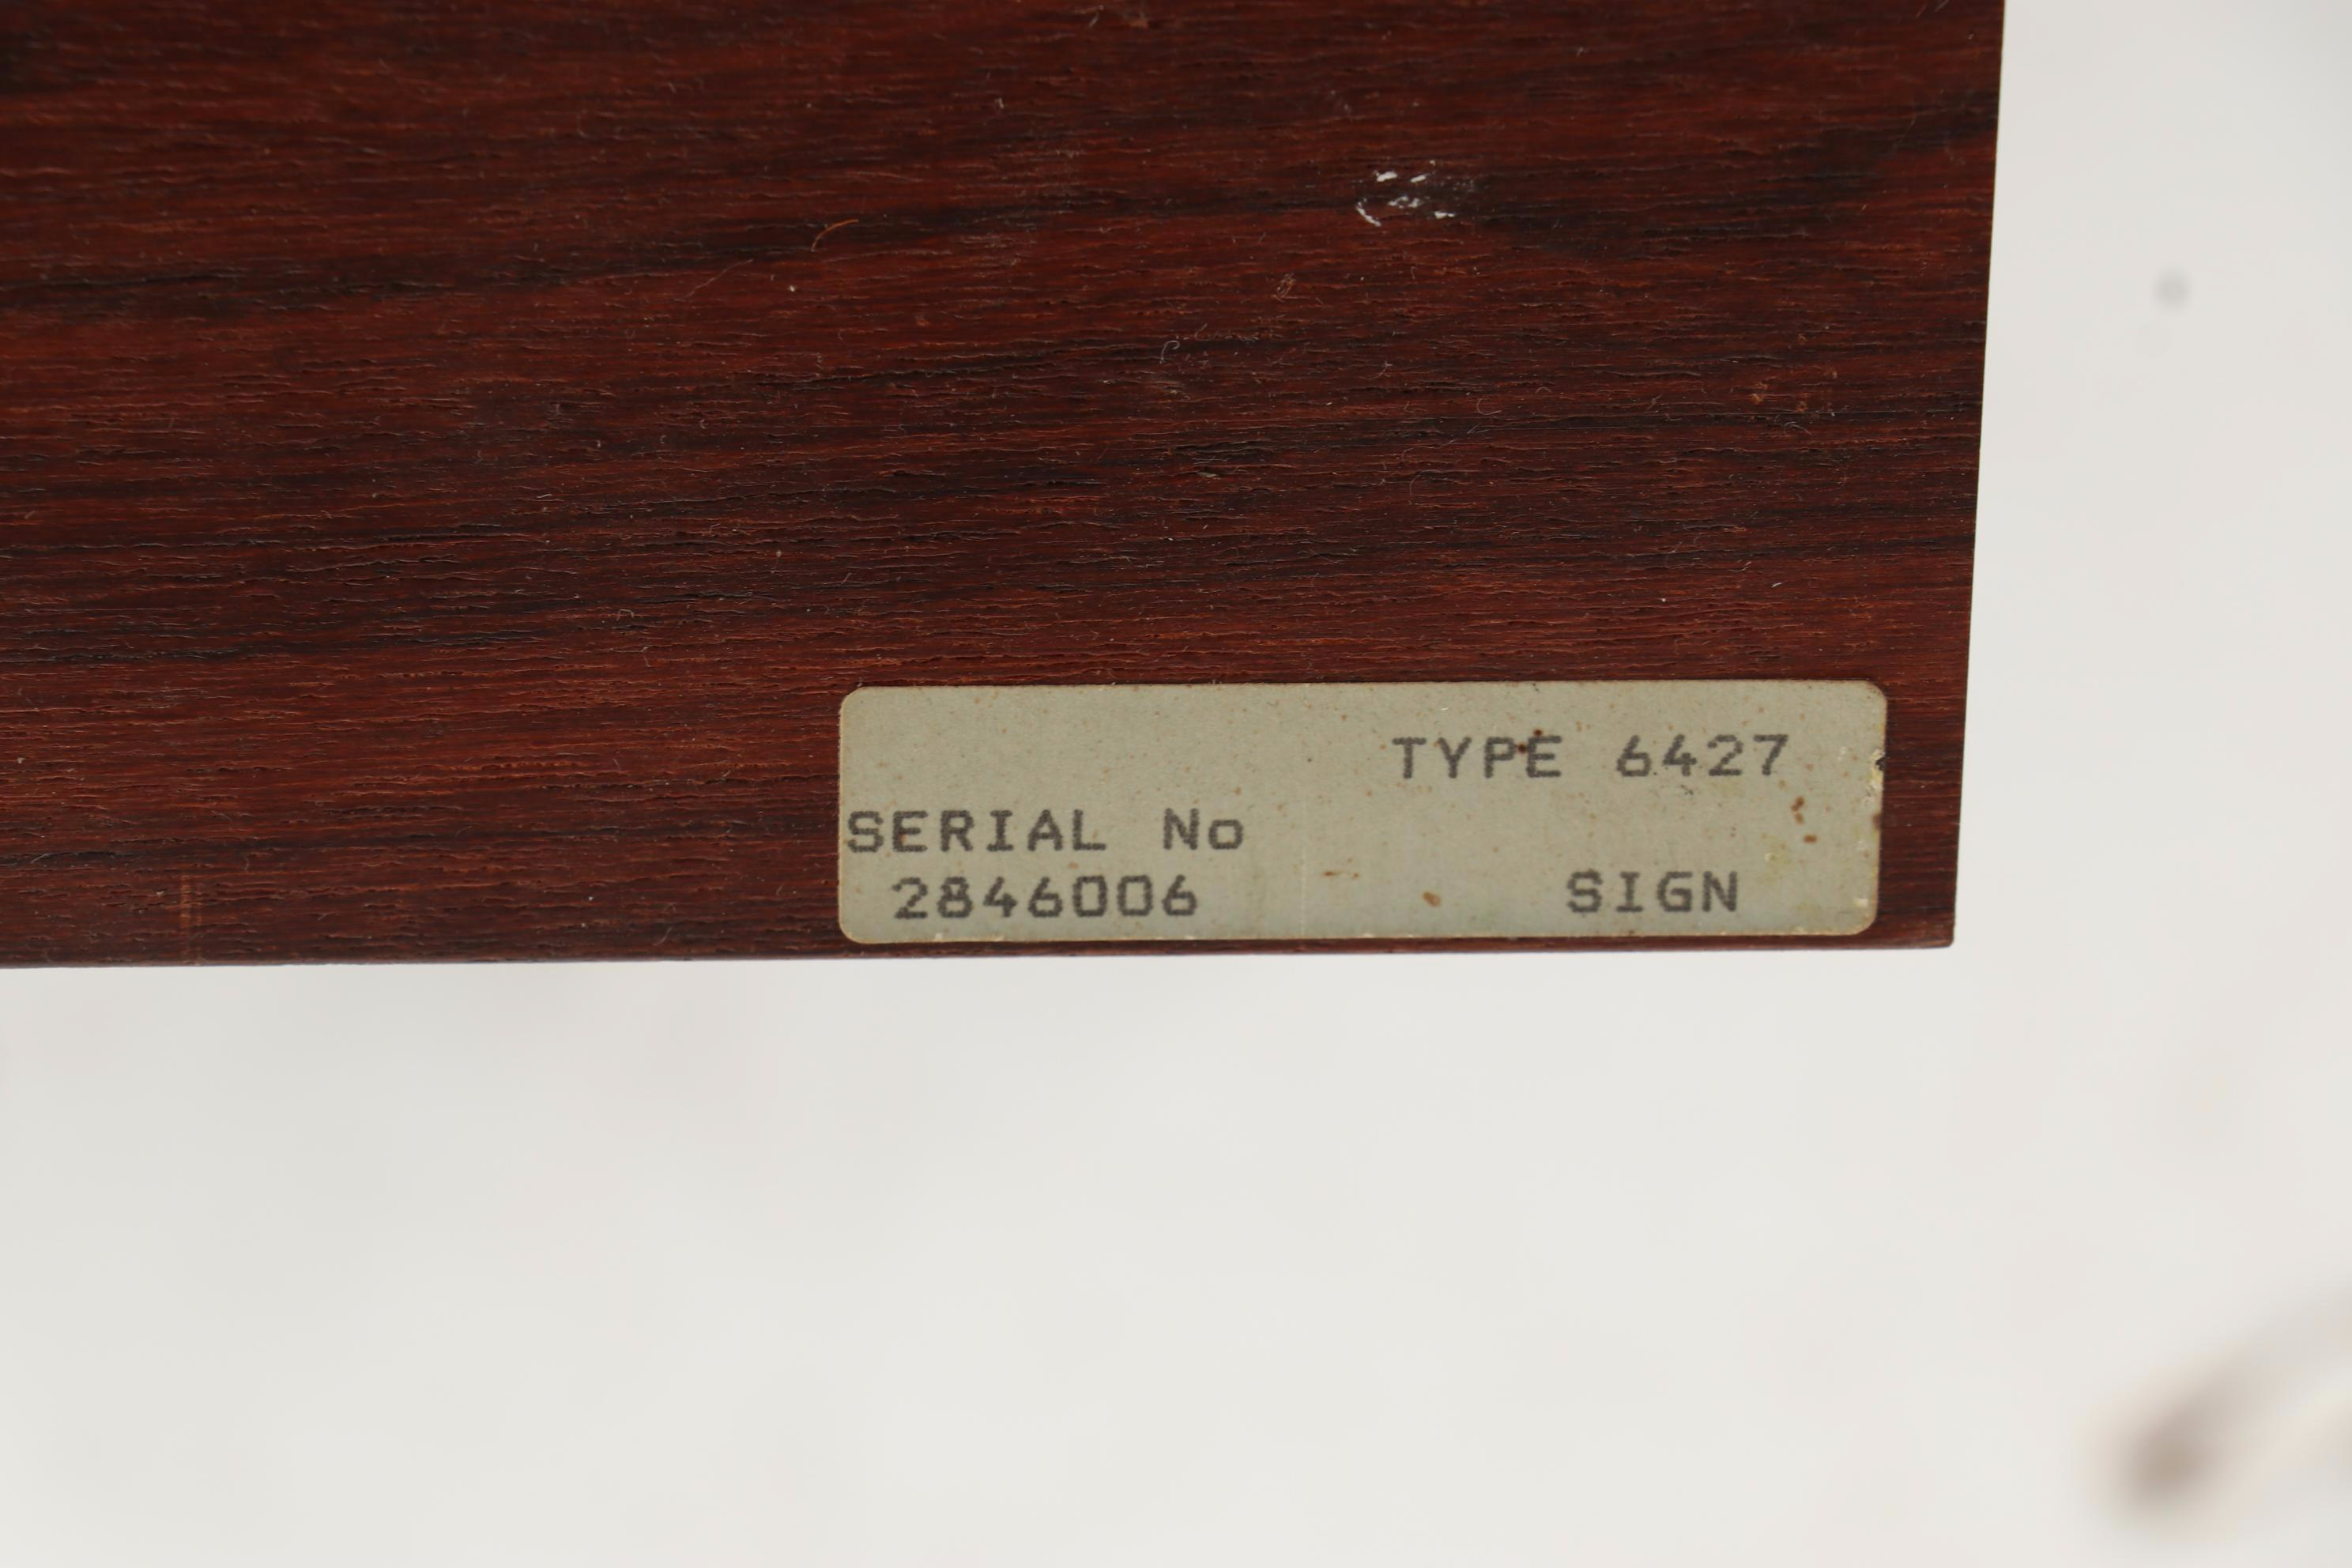 TYPE 6427
SERIAL No
2846006 SIGN